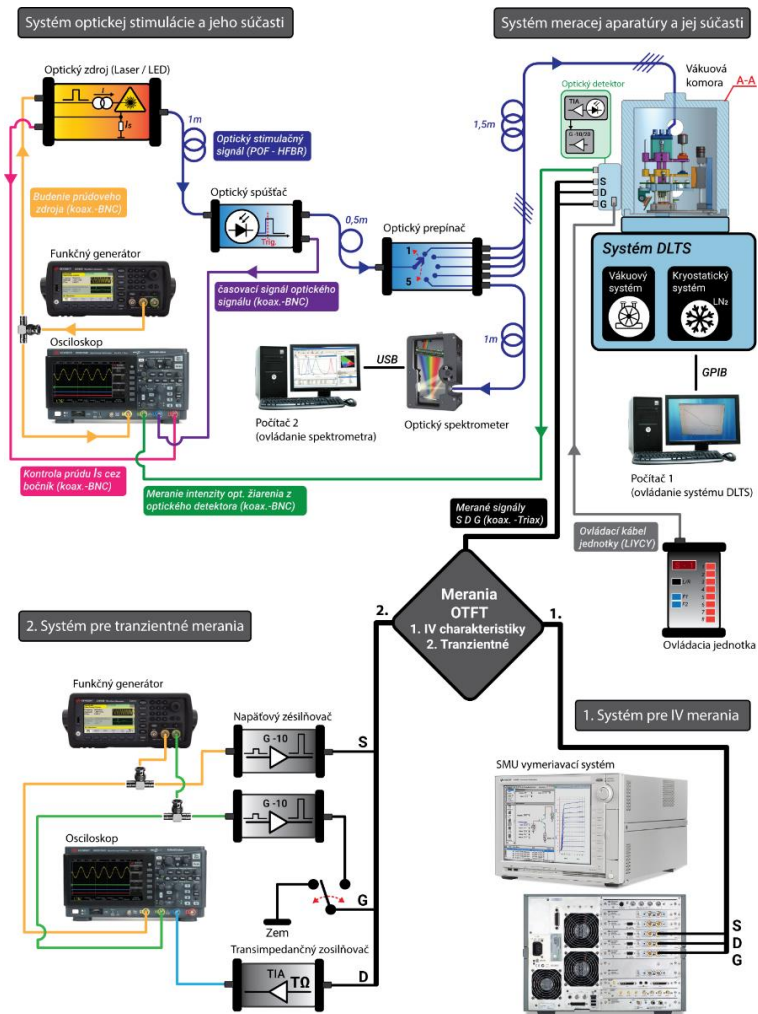 Systém optickej stimulácie a jeho súčasti
Systém meracej aparatúry a jej súčasti
Optický zdroj (Laser / LED)
I
Is
1m
Optický stimulačný
signál (POF - HFBR)
1,5m
Optický detektor
TIA
G -10/20
Vákuová
komora
A-A
S
D
G
Budenie prúdového
zdroja (koax.-BNC)
Optický spúšťač
Trig.
0,5m
Optický prepínač
1
5
Systém DLTS
Vákuový
systém
Kryostatický
systém
LN₂
Funkčný generátor
časovací signál optického
signálu (koax.-BNC)
Osciloskop
1m
USB
GPIB
Počítač 2
(ovládanie spektrometra)
Optický spektrometer
Počítač 1
(ovládanie systému DLTS)
Kontrola prúdu Is cez
bočník (koax.-BNC)
Meranie intenzity opt. žiarenia z
optického detektora (koax.-BNC)
Merané signály
S D G (koax. -Triax)
Ovládací kábel
jednotky (LIYCY)
Ovládacia jednotka
Merania
OTFT
1. IV charakteristiky
2. Tranzientné
2.
1.
2. Systém pre tranzientné merania
Funkčný generátor
Napäťový zésilňovač
G -10
S
G -10
Osciloskop
Zem
G
Transimpedančný zosilňovač
TIA
TΩ
D
1. Systém pre IV merania
SMU vymeriavací systém
S
D
G